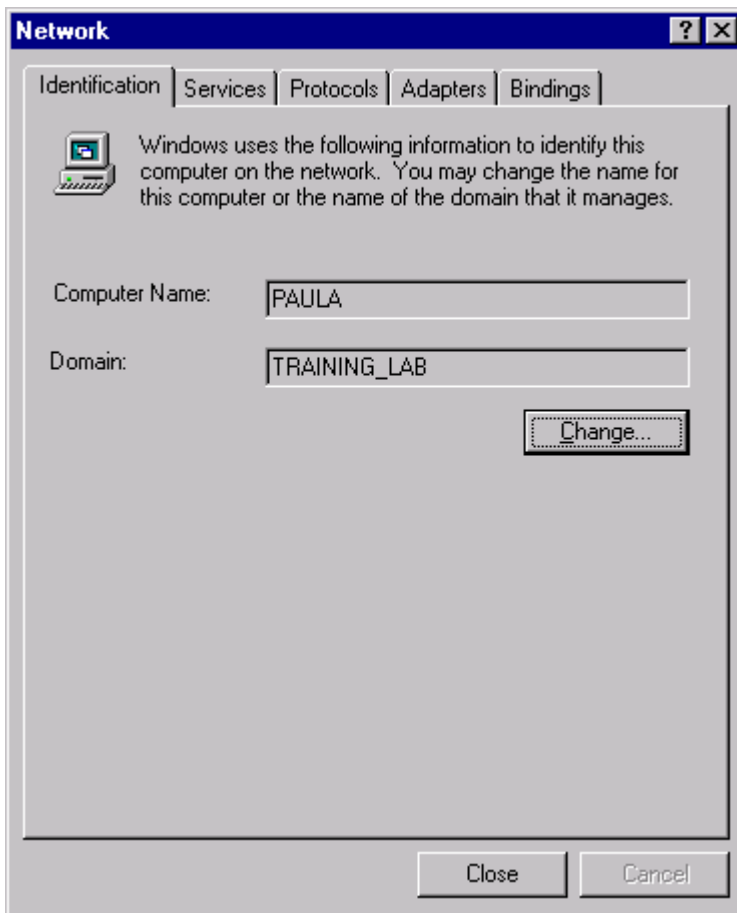 Network
Identification Services Protocols Adapters Bindings
Windows uses the following information to identify this
computer on the network. You may change the name for
this computer or the name of the domain that it manages.
Computer Name: PAULA
Domain: TRAINING_LAB
Change...
Close Cancel